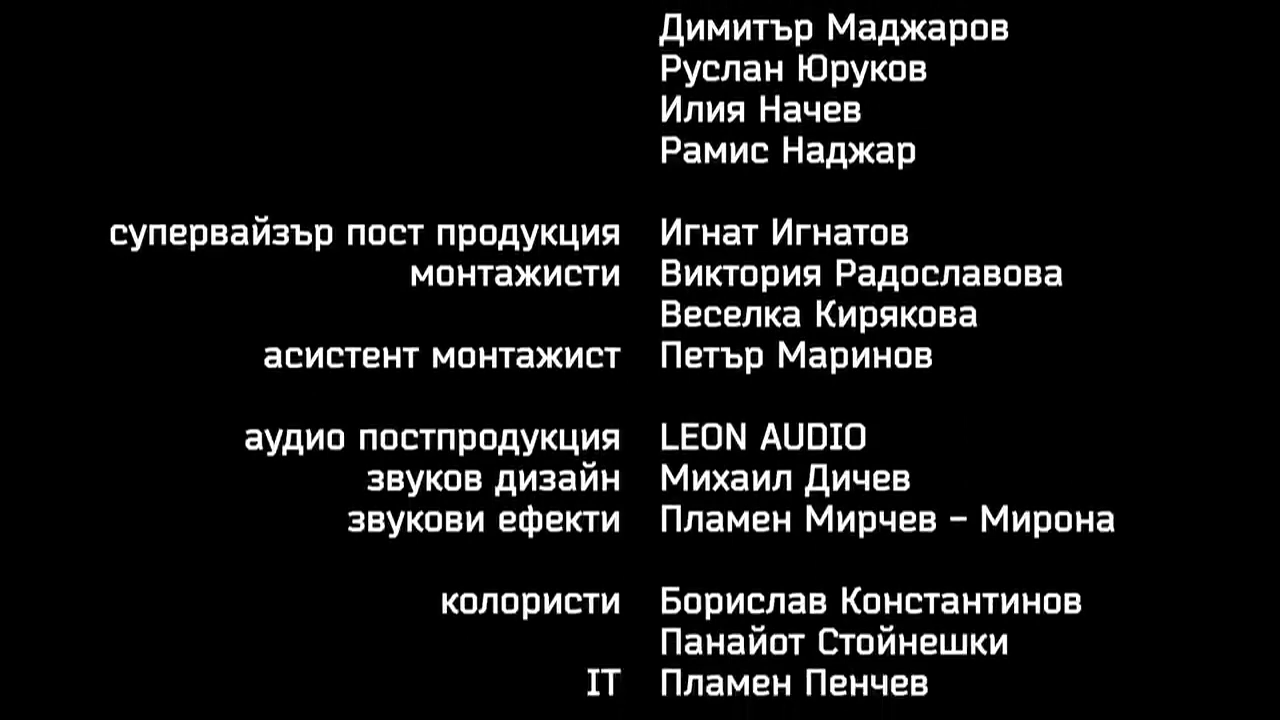 Димитър Маджаров
Руслан Юруков
Илия Начев
Рамис Наджар
супервайзър пост продукция Игнат Игнатов
монтажисти Виктория Радославова
Веселка Кирякова
асистент монтажист Петър Маринов
аудио постпродукция LEON AUDIO
звуков дизайн Михаил Дичев
звукови ефекти Пламен Мирчев – Мирона
колористи Борислав Константинов
Панайот Стойнешки
IT Пламен Пенчев